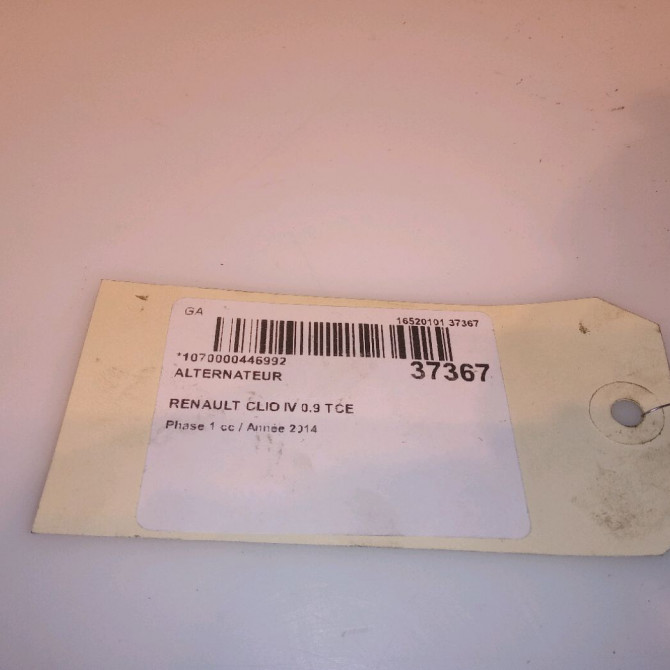 GA
16520101 37367
*1070000446992
37367
ALTERNATEUR
RENAULT CLIO IV 0.9 TCE
Phase 1 cc / Année 2014